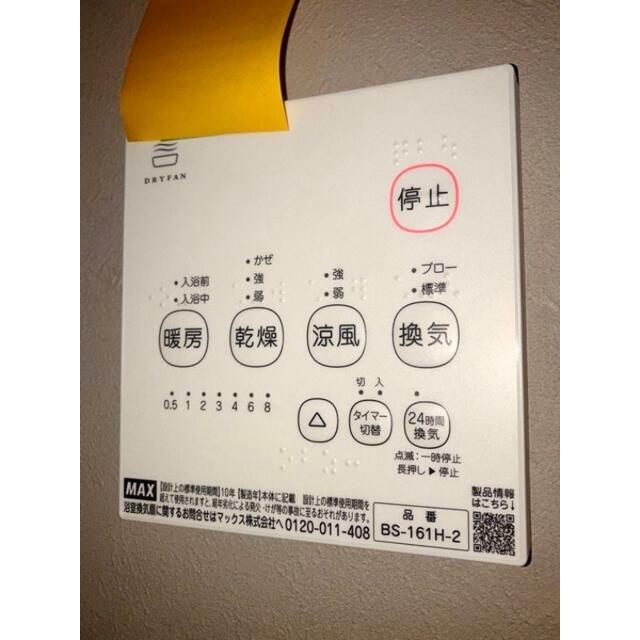 DRYFAN
停止
・かぜ
・入浴前 ・強 ・強 ・ブロー
・入浴中 ・弱 ・弱 ・標準
暖房 乾燥 涼風 換気
0.5 1 2 3 4 6 8
切 入
△ タイマー切替 24時間換気
点滅:一時停止
長押し▶停止
MAX 【設計上の標準使用期間】10年【製造年】本体に記載 設計上の標準使用期間を
超えて使用されますと、経年劣化による発火・けが等の事故に至るおそれがあります。
浴室換気扇に関するお問合せはマックス株式会社へ 0120-011-408
品番
BS-161H-2
製品情報
はこちら↓